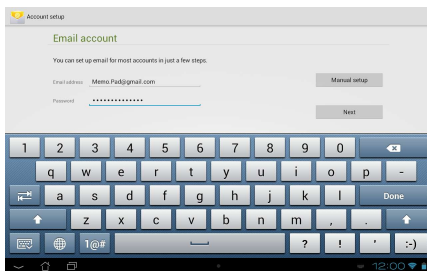 Account setup
Email account
You can set up email for most accounts in just a few steps.
Email address Memo.Pad@gmail.com Manual setup
Password ••••••••••••••
Next
1 2 3 4 5 6 7 8 9 0
q w e r t y u i o p -
a s d f g h j k l Done
z x c v b n m , .
1@# ? ! ' :-)
12:00